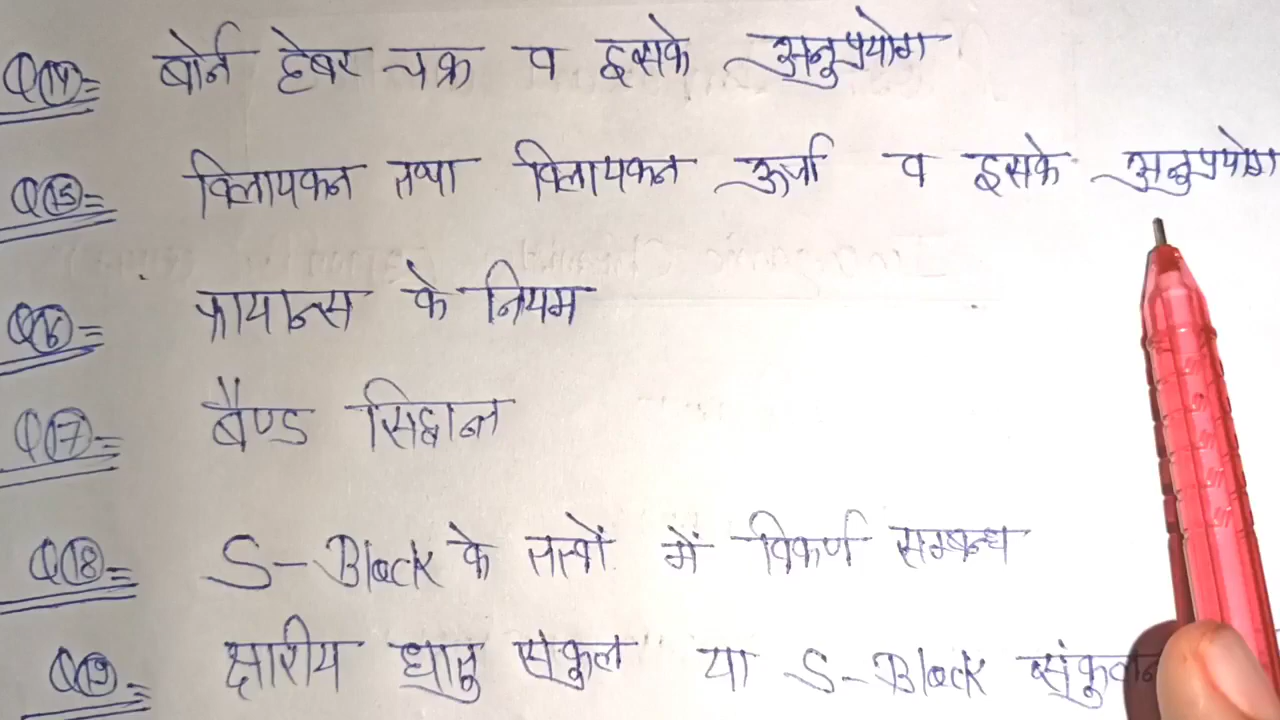 Q14= बोर्न हेबर चक्र व इसके अनुप्रयोग
Q15= विलायकन तथा विलायकन ऊर्जा व इसके अनुप्रयोग
Q16= फायान्स के नियम
Q17= बैण्ड सिद्धान्त
Q18= S-Block के तत्वों में विकर्ण सम्बन्ध
Q19= क्षारीय धातु संकुल या S-Block